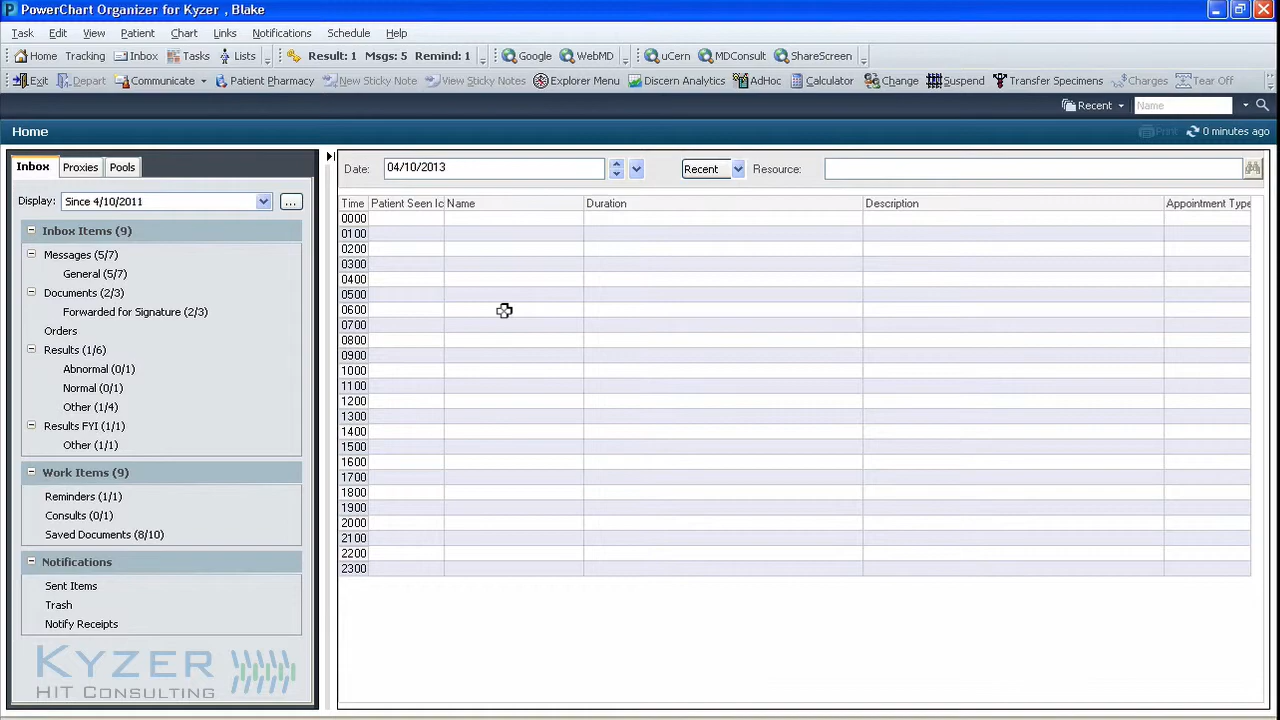 PowerChart Organizer for Kyzer , Blake
Task Edit View Patient Chart Links Notifications Schedule Help
Home Tracking Inbox Tasks Lists Result: 1 Msgs: 5 Remind: 1 Google WebMD uCern MDConsult ShareScreen
Exit Depart Communicate Patient Pharmacy New Sticky Note View Sticky Notes Explorer Menu Discern Analytics AdHoc Calculator Change Suspend Transfer Specimens Charges Tear Off
Recent Name
Home Print 0 minutes ago
Inbox Proxies Pools
Display: Since 4/10/2011 ...
Inbox Items (9)
Messages (5/7)
General (5/7)
Documents (2/3)
Forwarded for Signature (2/3)
Orders
Results (1/6)
Abnormal (0/1)
Normal (0/1)
Other (1/4)
Results FYI (1/1)
Other (1/1)
Work Items (9)
Reminders (1/1)
Consults (0/1)
Saved Documents (8/10)
Notifications
Sent Items
Trash
Notify Receipts
KYZER
HIT CONSULTING
Date: 04/10/2013 Recent Resource:
Time Patient Seen Ic Name Duration Description Appointment Type
0000
0100
0200
0300
0400
0500
0600
0700
0800
0900
1000
1100
1200
1300
1400
1500
1600
1700
1800
1900
2000
2100
2200
2300